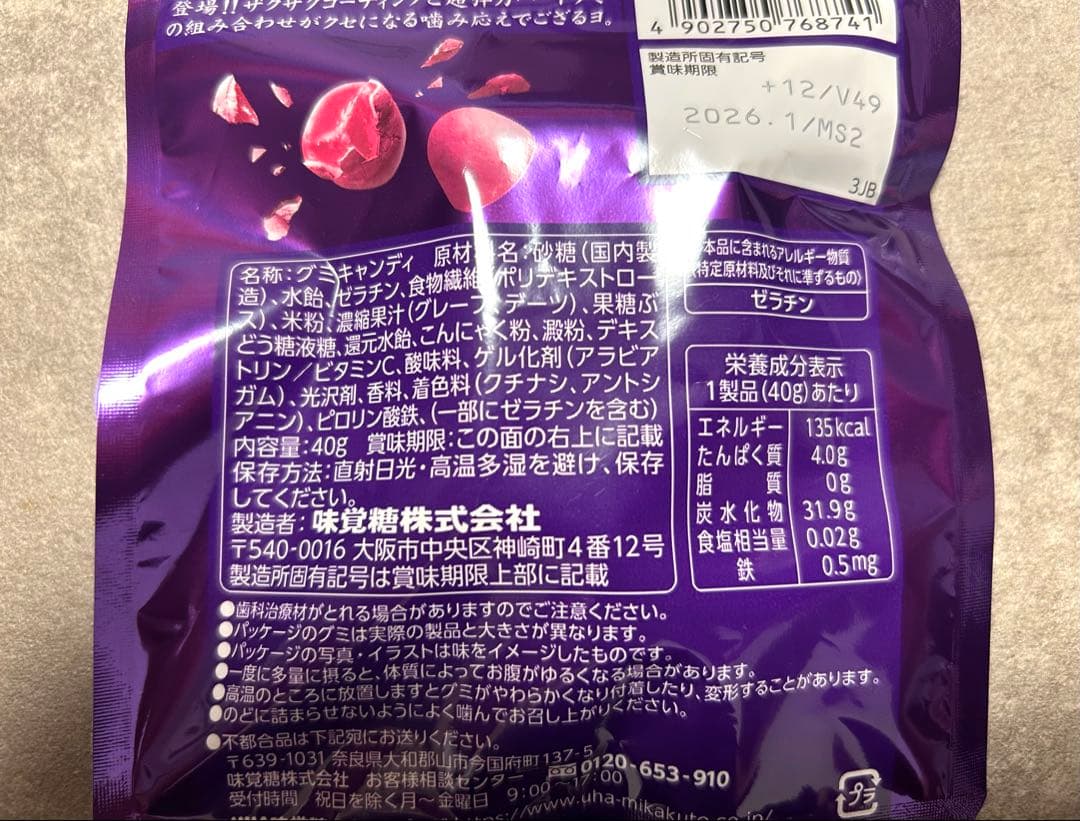 登場!!ザクザクコーティング
の組み合わせがクセになる噛み応えでござるヨ。
4 902750 768741
製造所固有記号
賞味期限
+12/V49
2026.1/MS2
3JB
名称:グミキャンディ 原材 名:砂糖(国内製
造)、水飴、ゼラチン、食物繊維 ポリデキストロー
ス)、米粉、濃縮果汁(グレープ、デーツ)、果糖ぶ
どう糖液糖、還元水飴、こんにゃく粉、澱粉、デキス
トリン/ビタミンC、酸味料、ゲル化剤(アラビア
ガム)、光沢剤、香料、着色料(クチナシ、アントシ
アニン)、ピロリン酸鉄、(一部にゼラチンを含む)
内容量:40g 賞味期限:この面の右上に記載
保存方法:直射日光・高温多湿を避け、保存
してください。
製造者:味覚糖株式会社
〒540-0016 大阪市中央区神崎町4番12号
製造所固有記号は賞味期限上部に記載
本品に含まれるアレルギー物質
(特定原材料及びそれに準ずるもの)
ゼラチン
栄養成分表示
1製品(40g)あたり
エネルギー 135kcal
たんぱく質 4.0g
脂質 0g
炭水化物 31.9g
食塩相当量 0.02g
鉄 0.5mg
●歯科治療材がとれる場合がありますのでご注意ください。
●パッケージのグミは実際の製品と大きさが異なります。
●パッケージの写真・イラストは味をイメージしたものです。
●一度に多量に摂ると、体質によってお腹がゆるくなる場合があります。
●高温のところに放置しますとグミがやわらかくなり付着したり、変形することがあります。
●のどに詰まらせないようによく噛んでお召し上がりください。
●不都合品は下記宛にお送りください。
〒639-1031 奈良県大和郡山市今国府町137-5
味覚糖株式会社 お客様相談センター 0120-653-910
受付時間 祝日を除く月〜金曜日 9:00〜17:00
https://www.uha-mikakuto.co.jp/
プラ